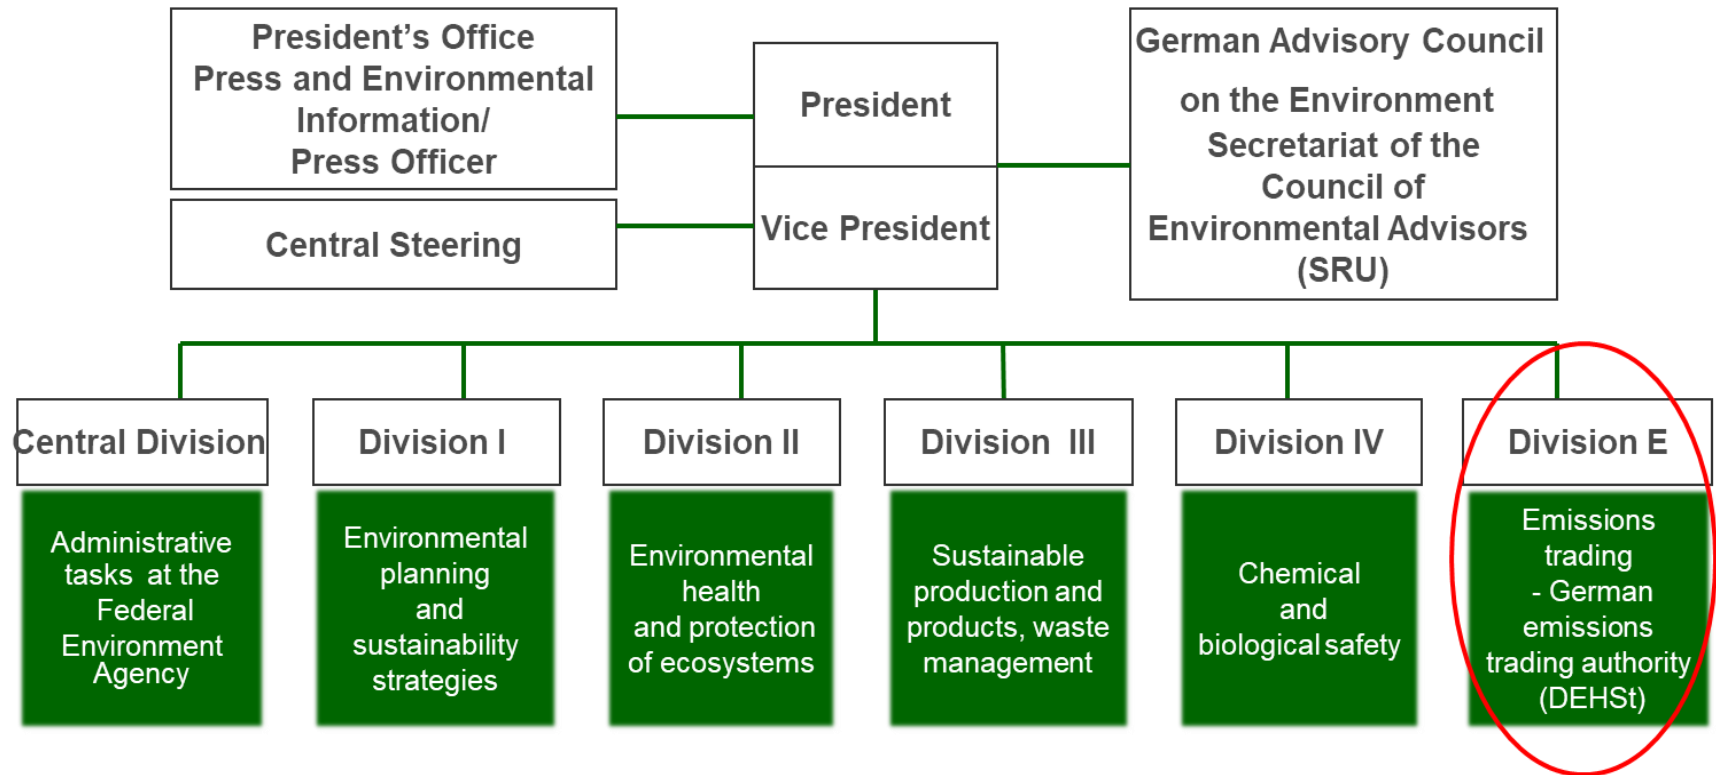 President’s Office
Press and Environmental
Information/
Press Officer
Central Steering
President
Vice President
German Advisory Council
on the Environment
Secretariat of the
Council of
Environmental Advisors
(SRU)
Central Division
Administrative
tasks at the
Federal
Environment
Agency
Division I
Environmental
planning
and
sustainability
strategies
Division II
Environmental
health
and protection
of ecosystems
Division III
Sustainable
production and
products, waste
management
Division IV
Chemical
and
biological safety
Division E
Emissions
trading
- German
emissions
trading authority
(DEHSt)